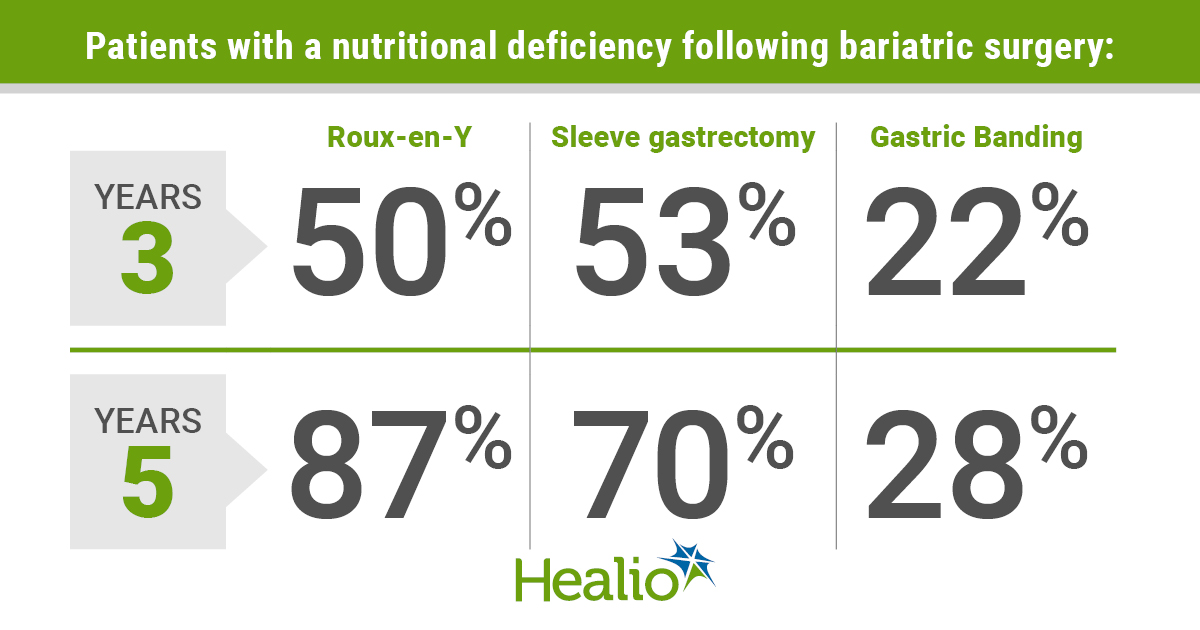 Patients with a nutritional deficiency following bariatric surgery:
Roux-en-Y Sleeve gastrectomy Gastric Banding
YEARS
3
50% 53% 22%
YEARS
5
87% 70% 28%
Healio